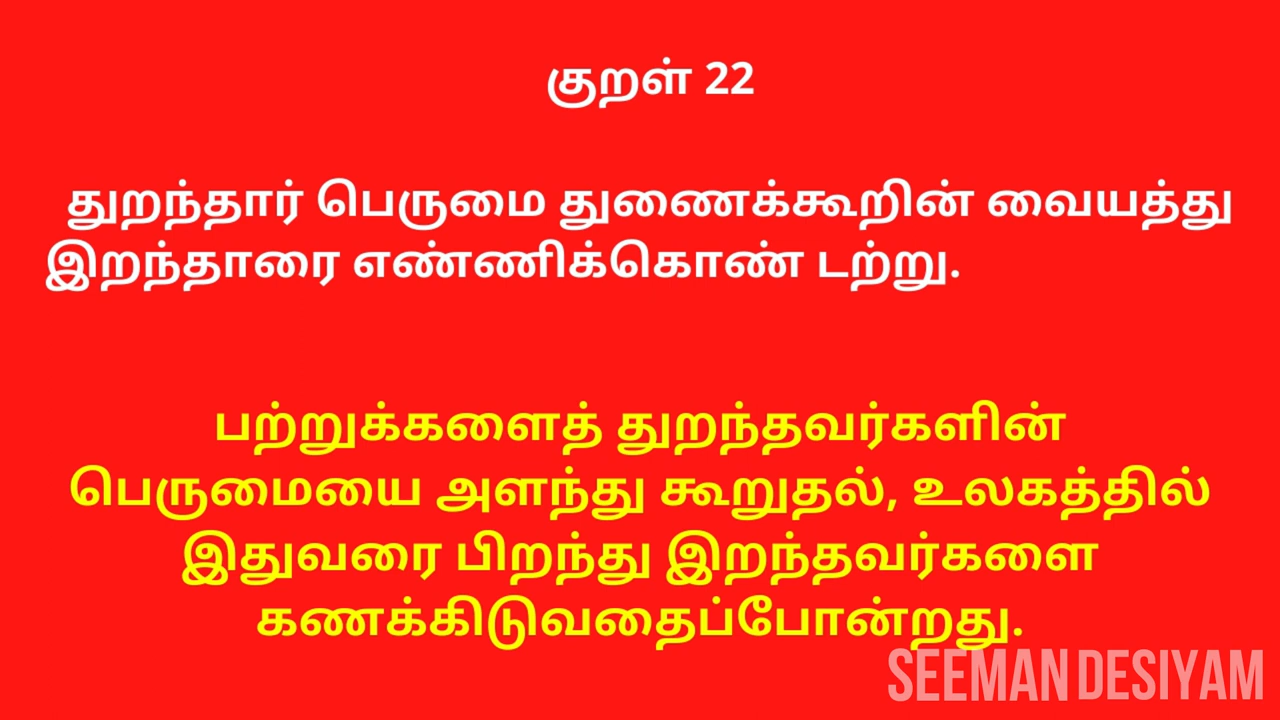 குறள் 22
துறந்தார் பெருமை துணைக்கூறின் வையத்து
இறந்தாரை எண்ணிக்கொண் டற்று.
பற்றுக்களைத் துறந்தவர்களின்
பெருமையை அளந்து கூறுதல், உலகத்தில்
இதுவரை பிறந்து இறந்தவர்களை
கணக்கிடுவதைப்போன்றது.
SEEMAN DESIYAM